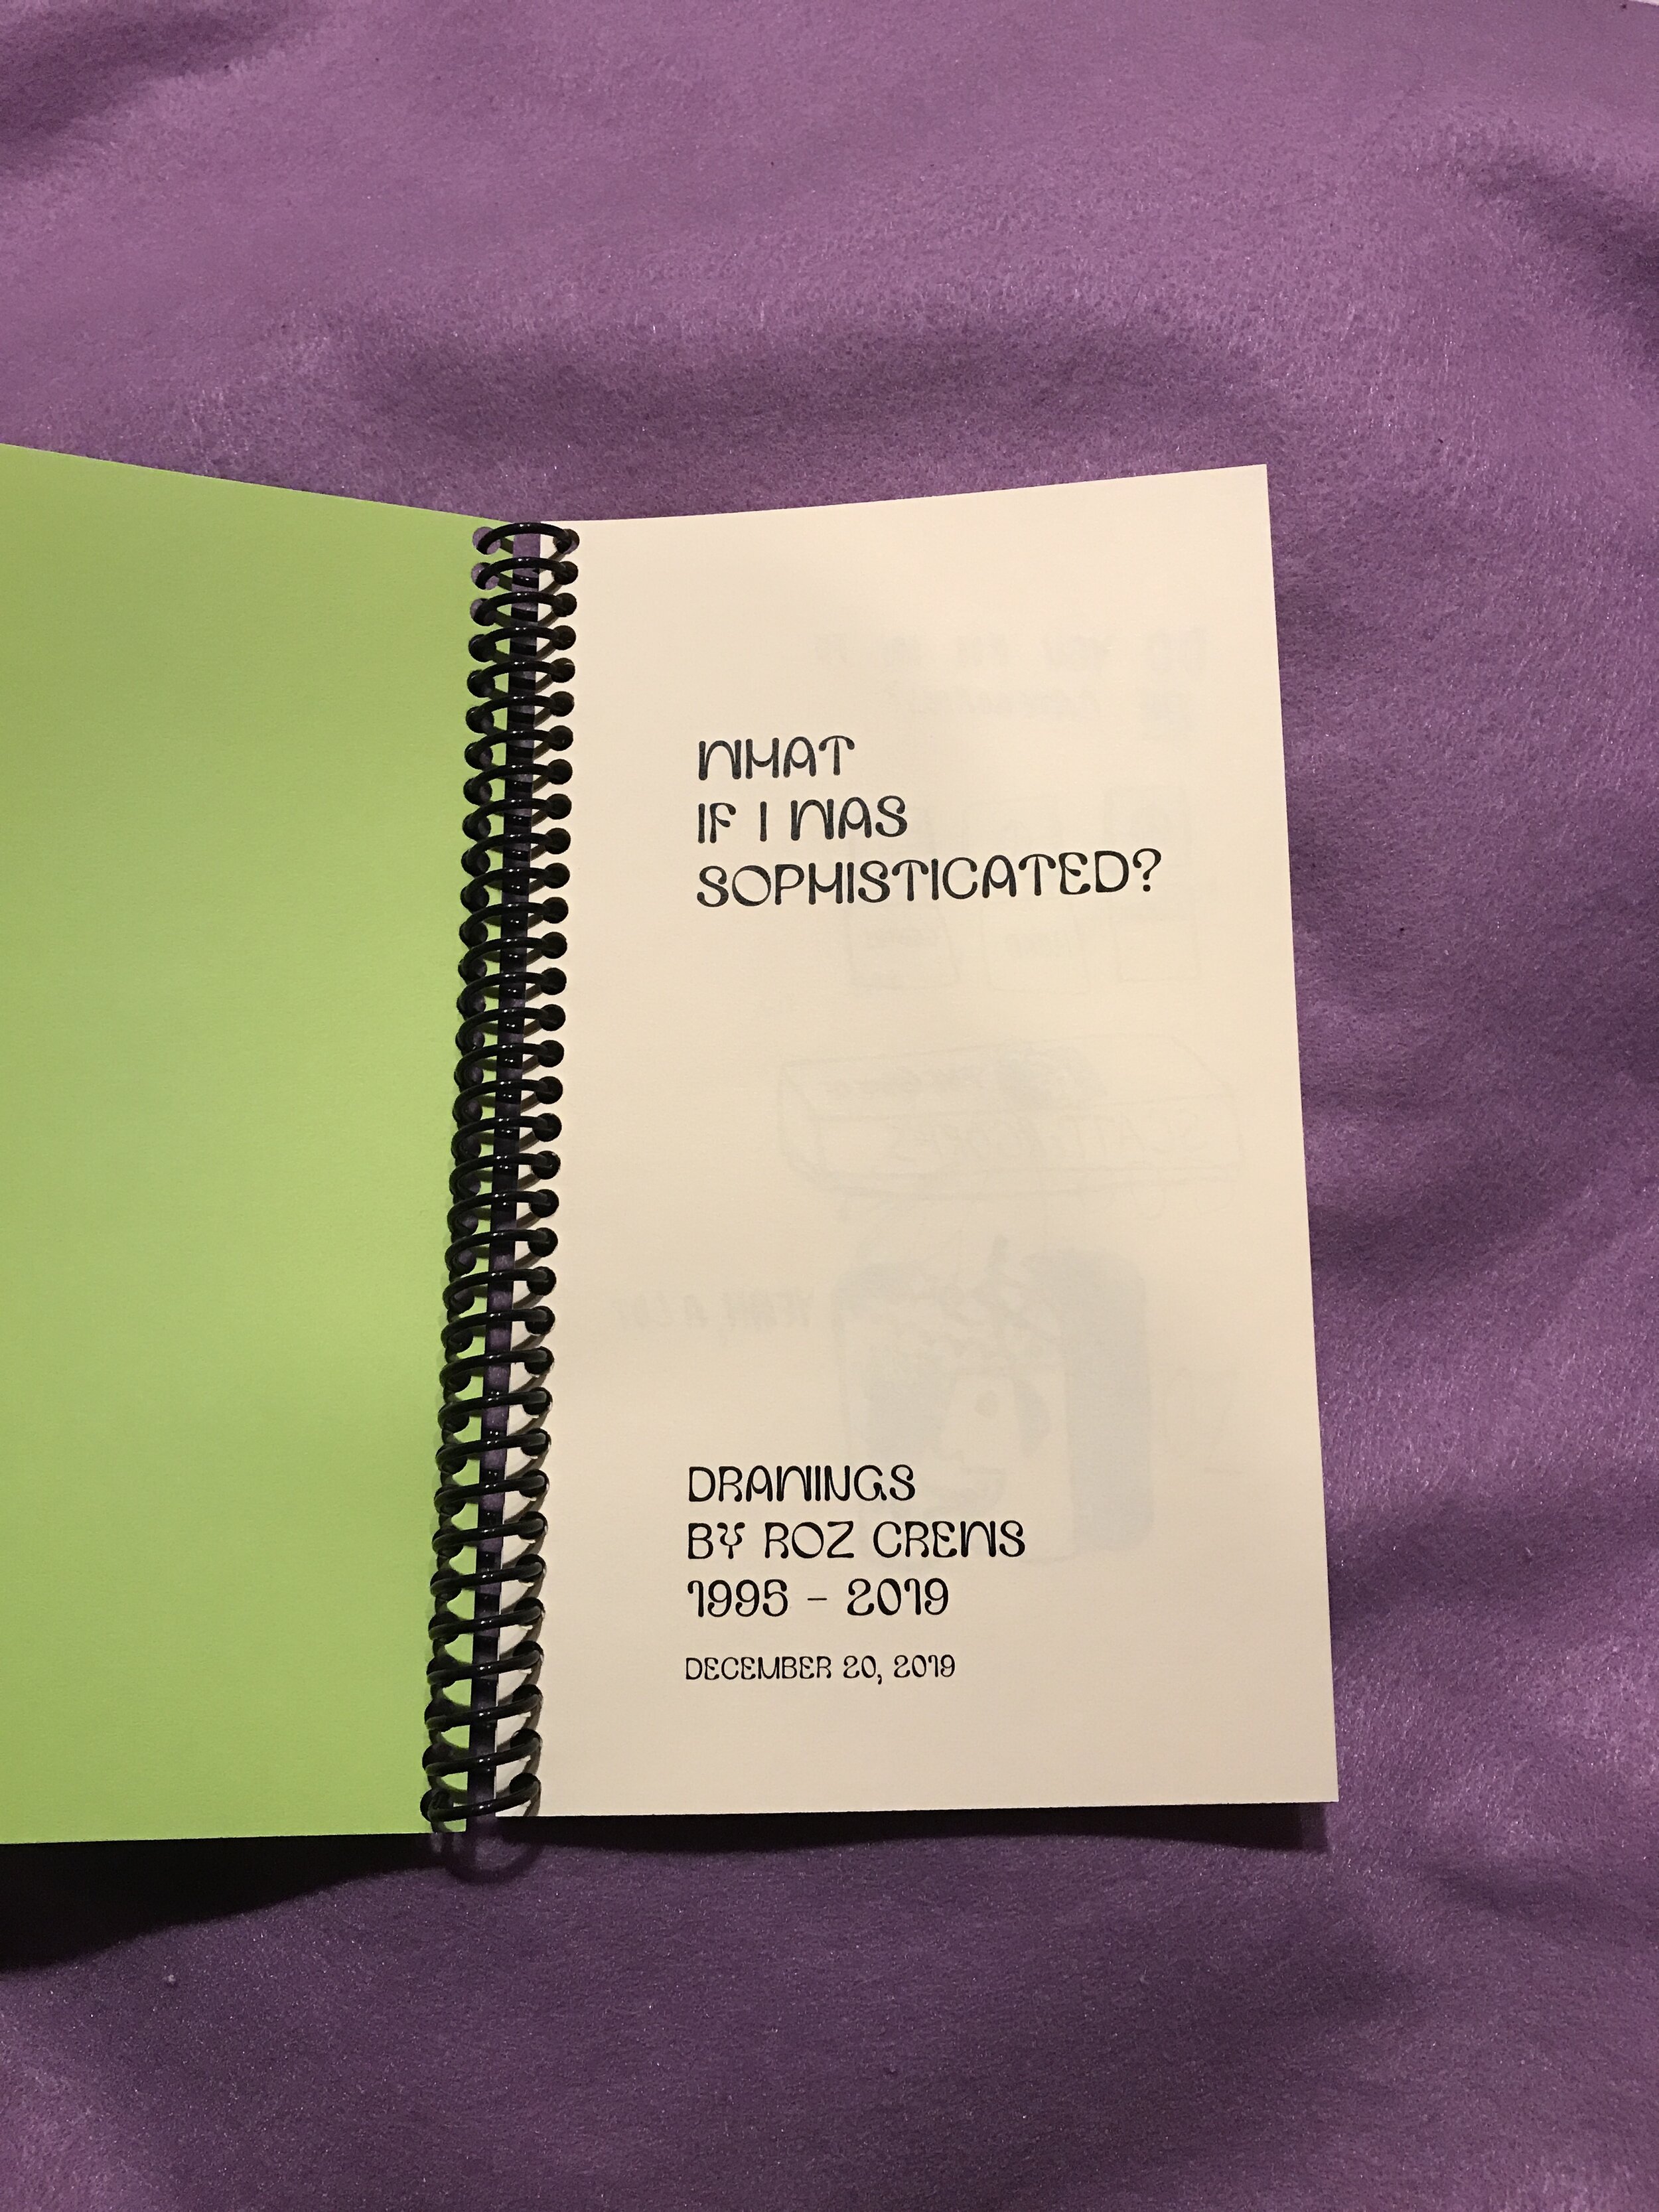 WHAT
IF I WAS
SOPHISTICATED?
DRAWINGS
BY ROZ CREWS
1995 – 2019
DECEMBER 20, 2019